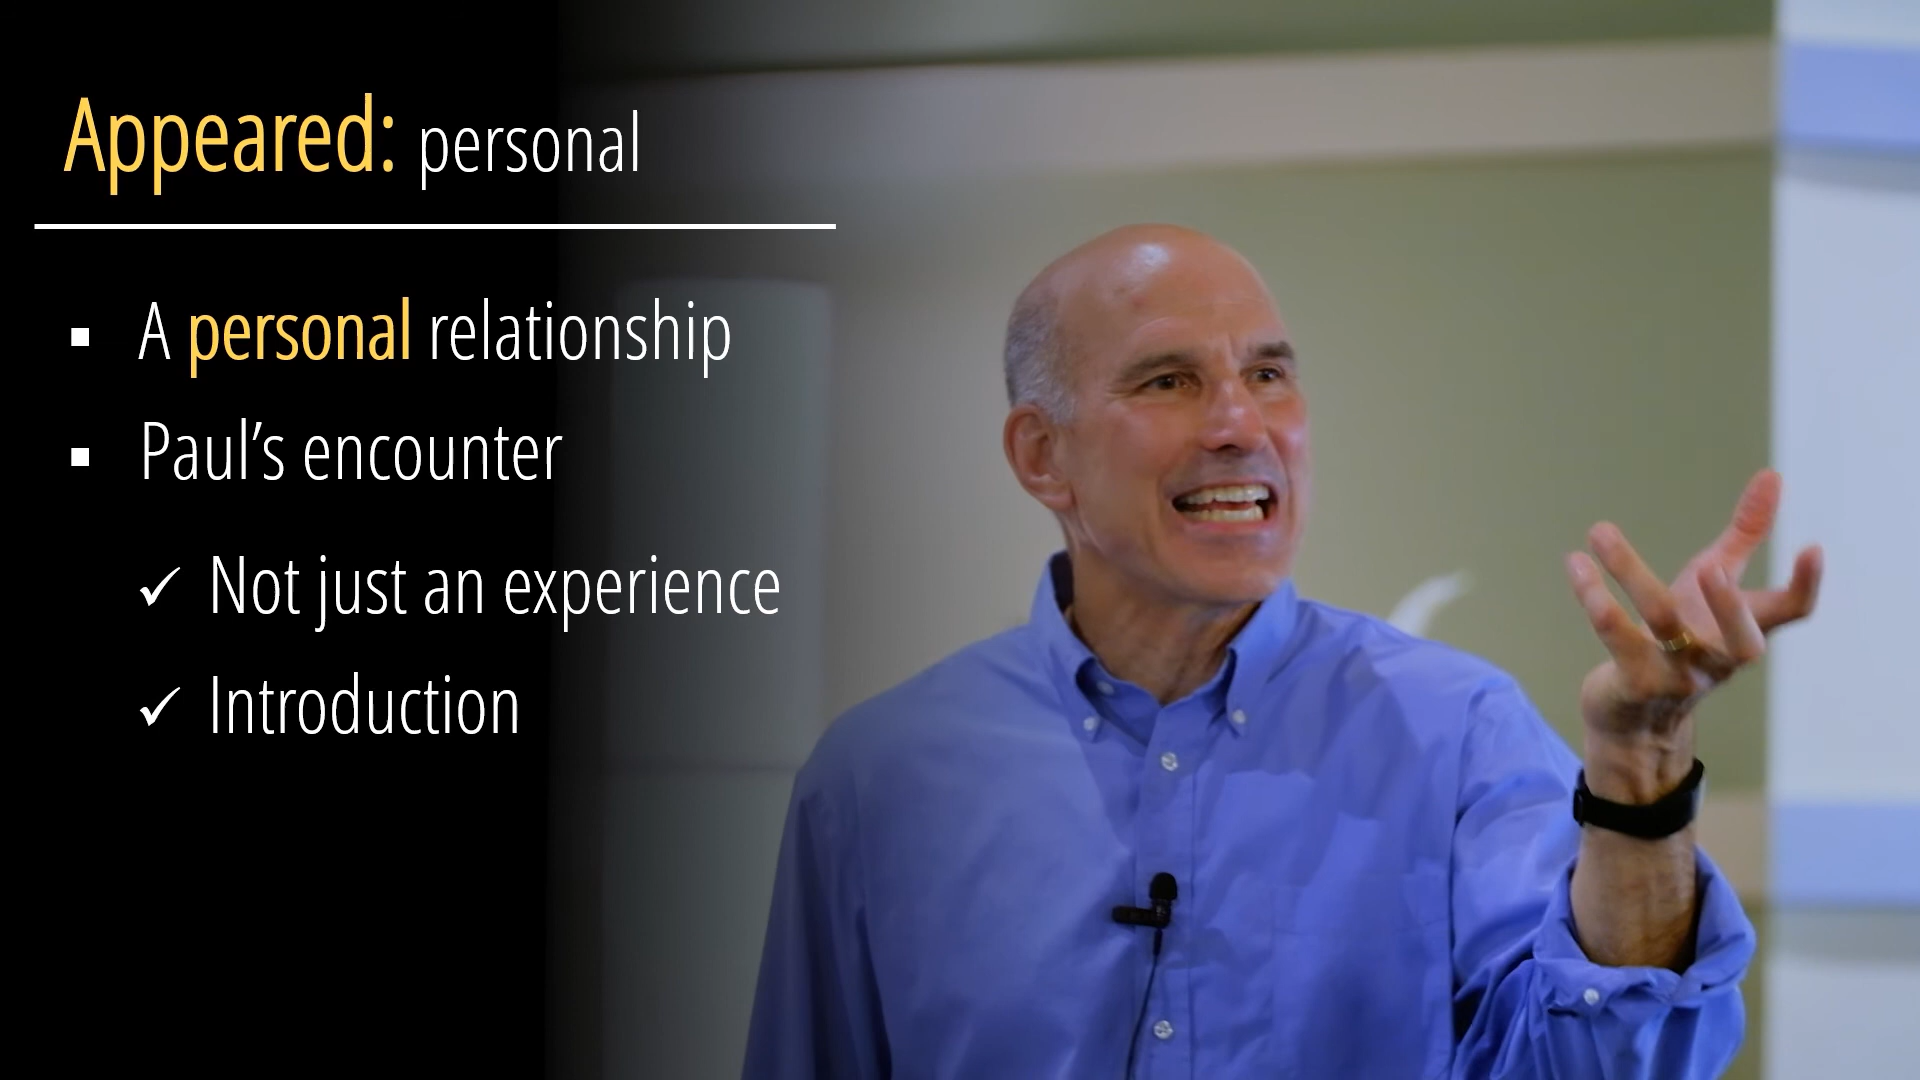 Appeared: personal
A personal relationship
Paul’s encounter
Not just an experience
Introduction